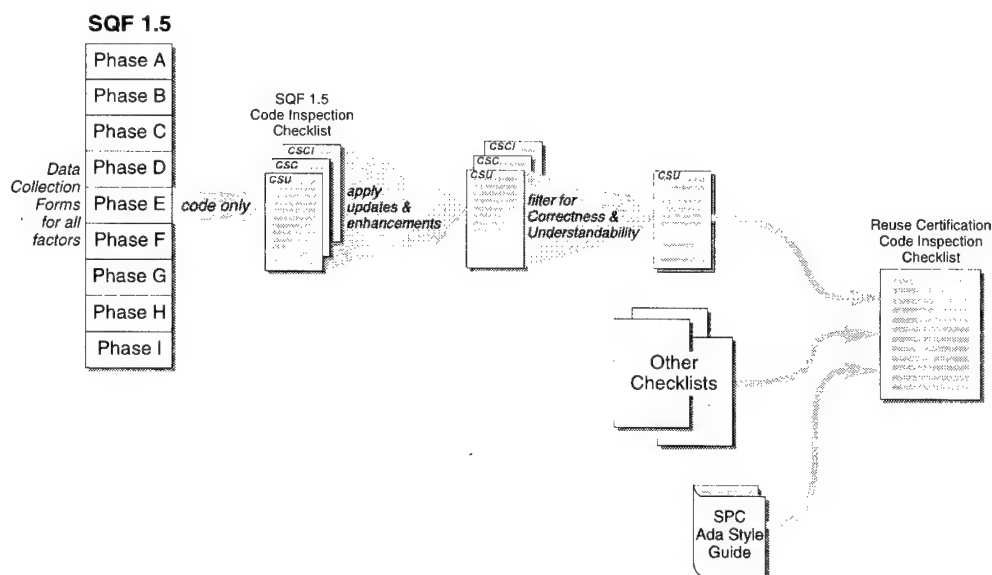 SQF 1.5
Phase A
Phase B
Phase C
Phase D
Phase E
Phase F
Phase G
Phase H
Phase I
Data
Collection
Forms
for all
factors
code only
SQF 1.5
Code Inspection
Checklist
CSCI
CSC
CSU
apply
updates &
enhancements
CSCI
CSC
CSU
filter for
Correctness &
Understandability
CSU
Other
Checklists
SPC
Ada Style
Guide
Reuse Certification
Code Inspection
Checklist